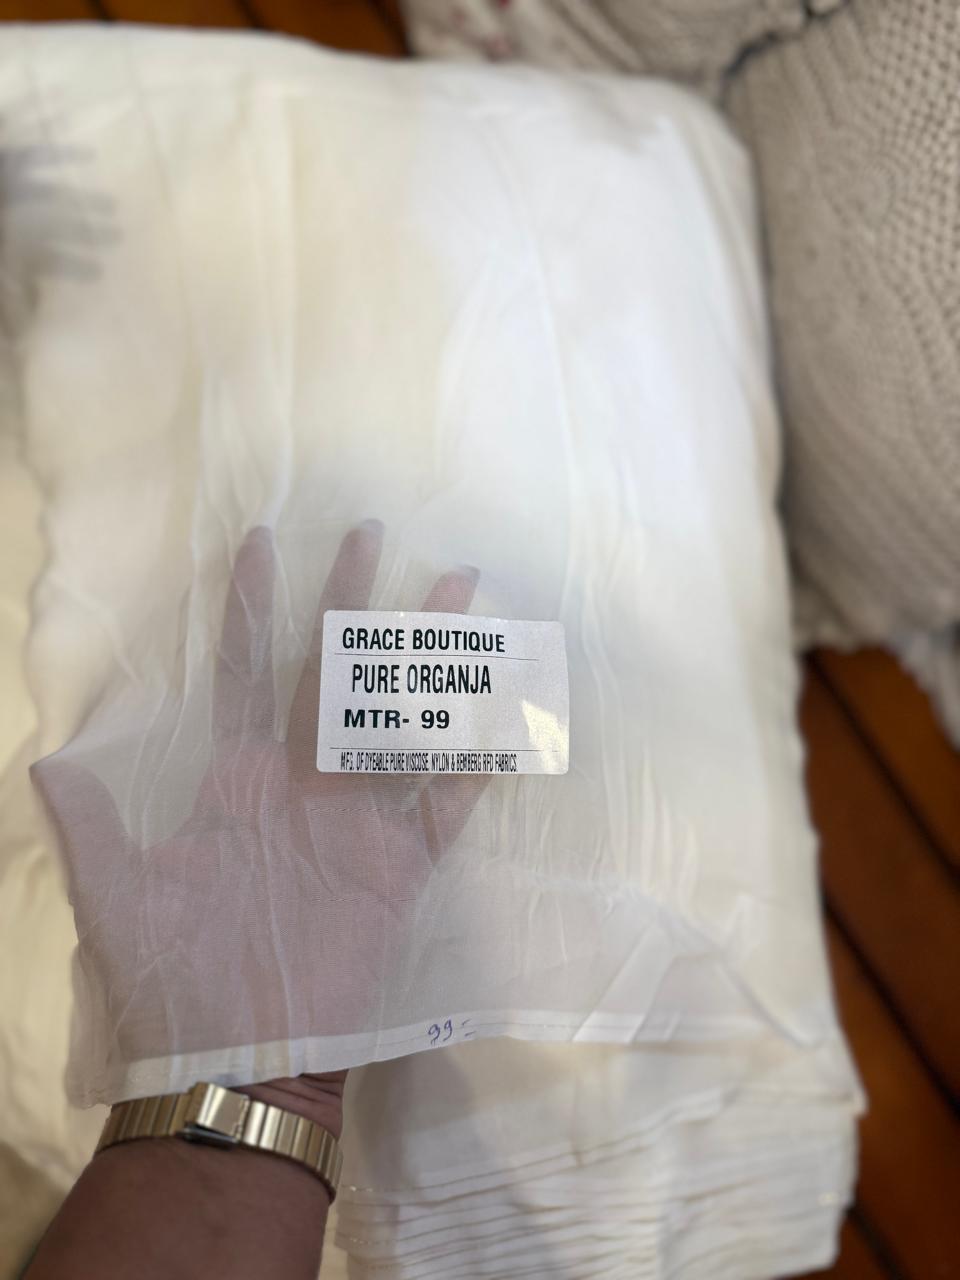 GRACE BOUTIQUE
PURE ORGANJA
MTR- 99
MFG. OF DYEABLE PURE VISCOSE. NYLON & BEMBERG RFD FABRICS.
99=